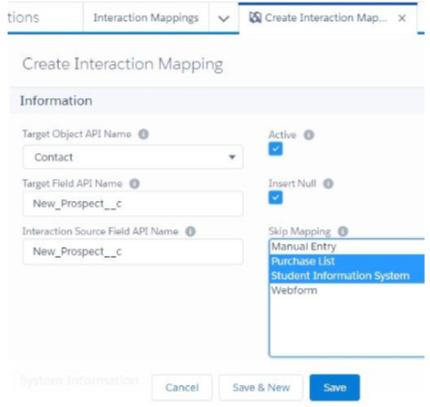 tions Interaction Mappings Create Interaction Map... ×
Create Interaction Mapping
Information
Target Object API Name
Active
Contact
Target Field API Name
Insert Null
New_Prospect__c
Interaction Source Field API Name
Skip Mapping
New_Prospect__c
Manual Entry
Purchase List
Student Information System
Webform
System Information
Cancel Save & New Save